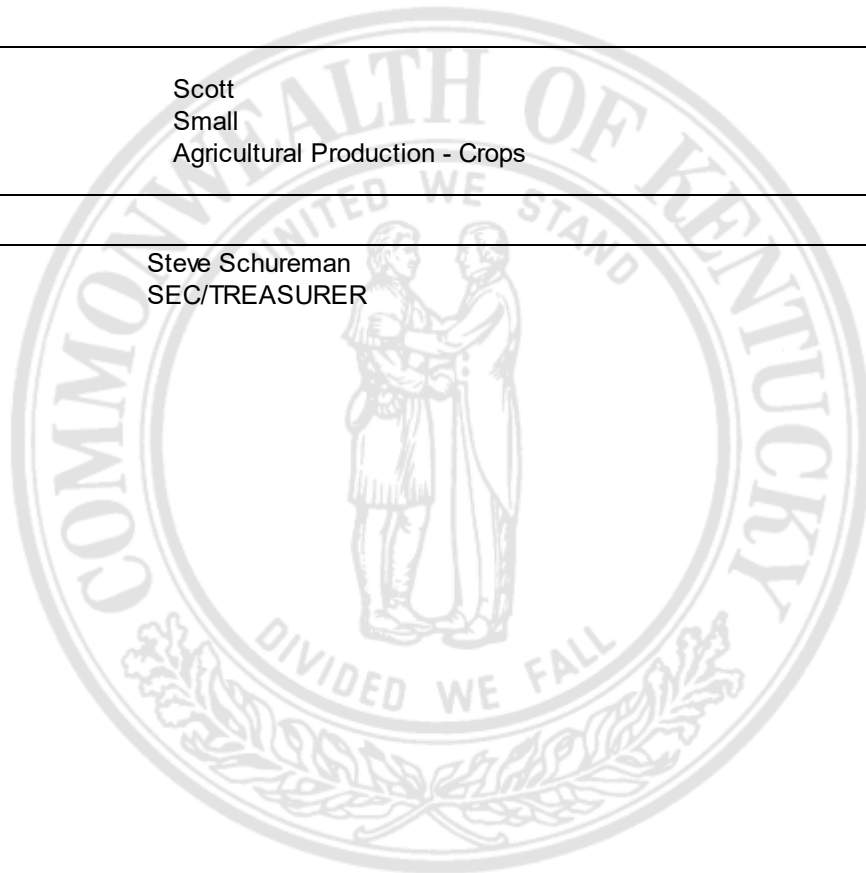 Scott
Small
Agricultural Production - Crops
Steve Schureman
SEC/TREASURER
COMMONWEALTH OF KENTUCKY
UNITED WE STAND
DIVIDED WE FALL